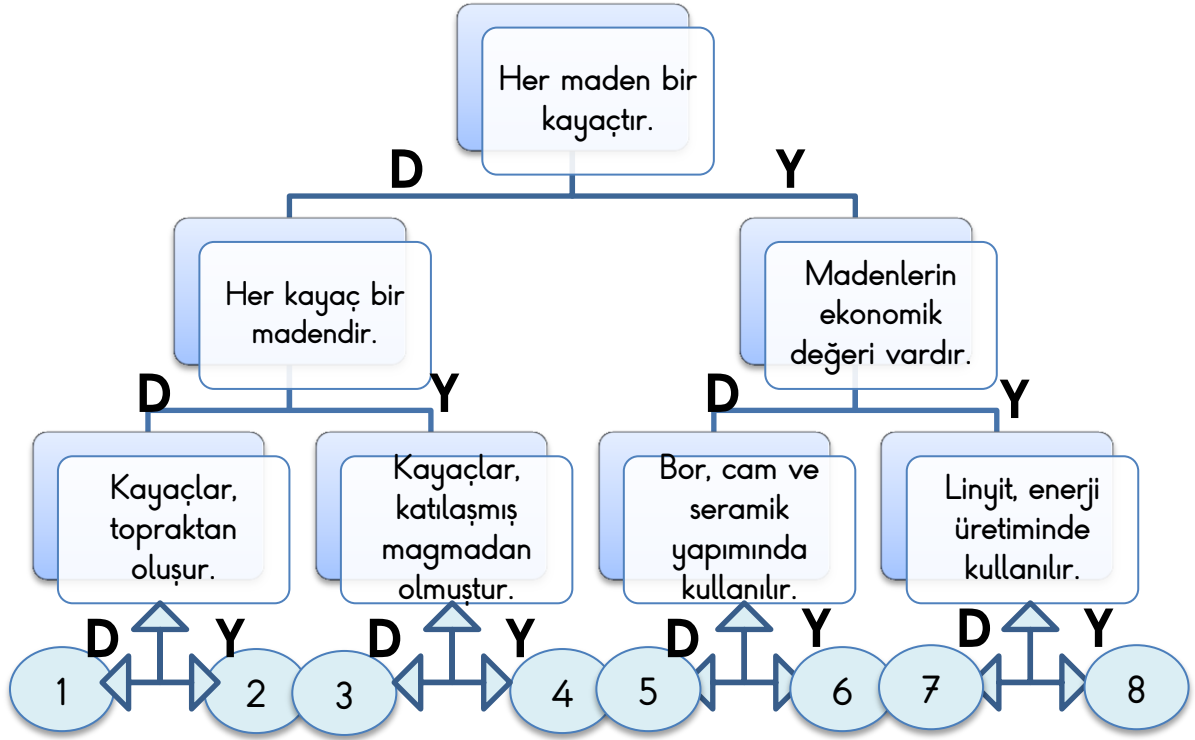 Her maden bir
kayaçtır.
D
Y
Her kayaç bir
madendir.
Madenlerin
ekonomik
değeri vardır.
D
Y
D
Y
Kayaçlar,
topraktan
oluşur.
Kayaçlar,
katılaşmış
magmadan
olmuştur.
Bor, cam ve
seramik
yapımında
kullanılır.
Linyit, enerji
üretiminde
kullanılır.
D
Y
D
Y
D
Y
D
Y
1
2
3
4
5
6
7
8